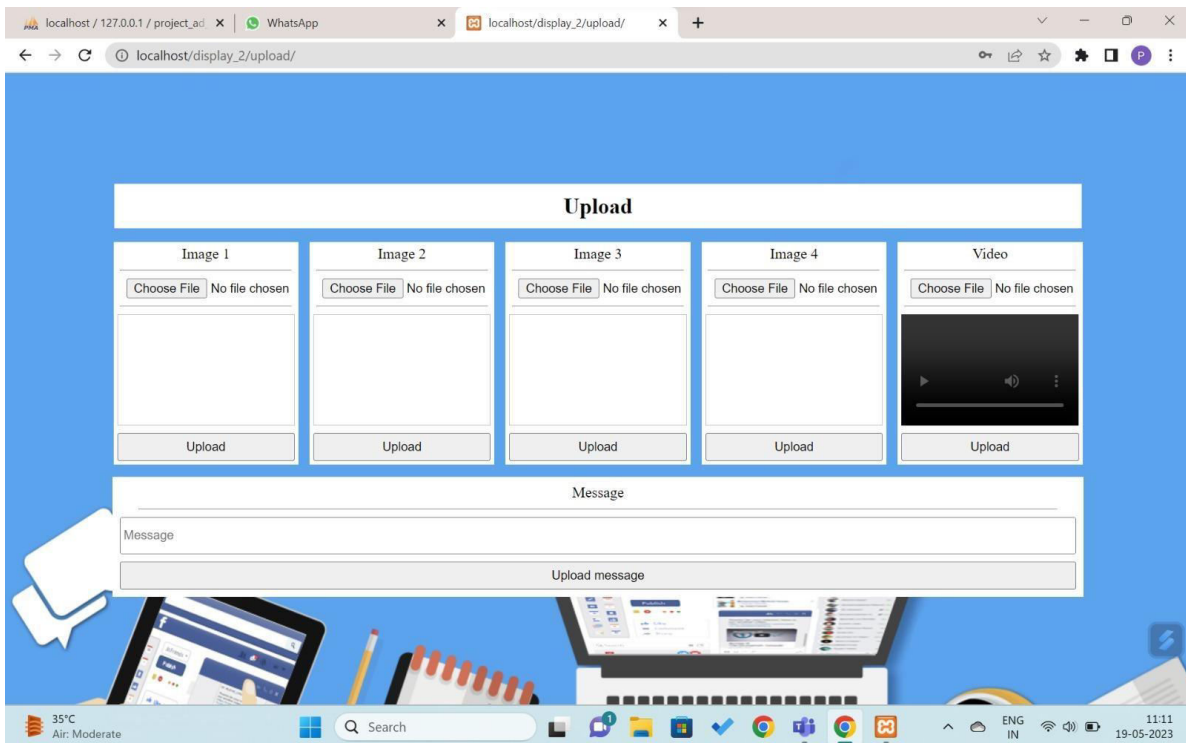 localhost / 127.0.0.1 / project_ad
WhatsApp
localhost/display_2/upload/
localhost/display_2/upload/
P
Upload
Image 1
Image 2
Image 3
Image 4
Video
Choose File No file chosen
Choose File No file chosen
Choose File No file chosen
Choose File No file chosen
Choose File No file chosen
Upload
Upload
Upload
Upload
Upload
Message
Message
Upload message
Publish
35°C
Air: Moderate
Search
1
ENG
IN
11:11
19-05-2023